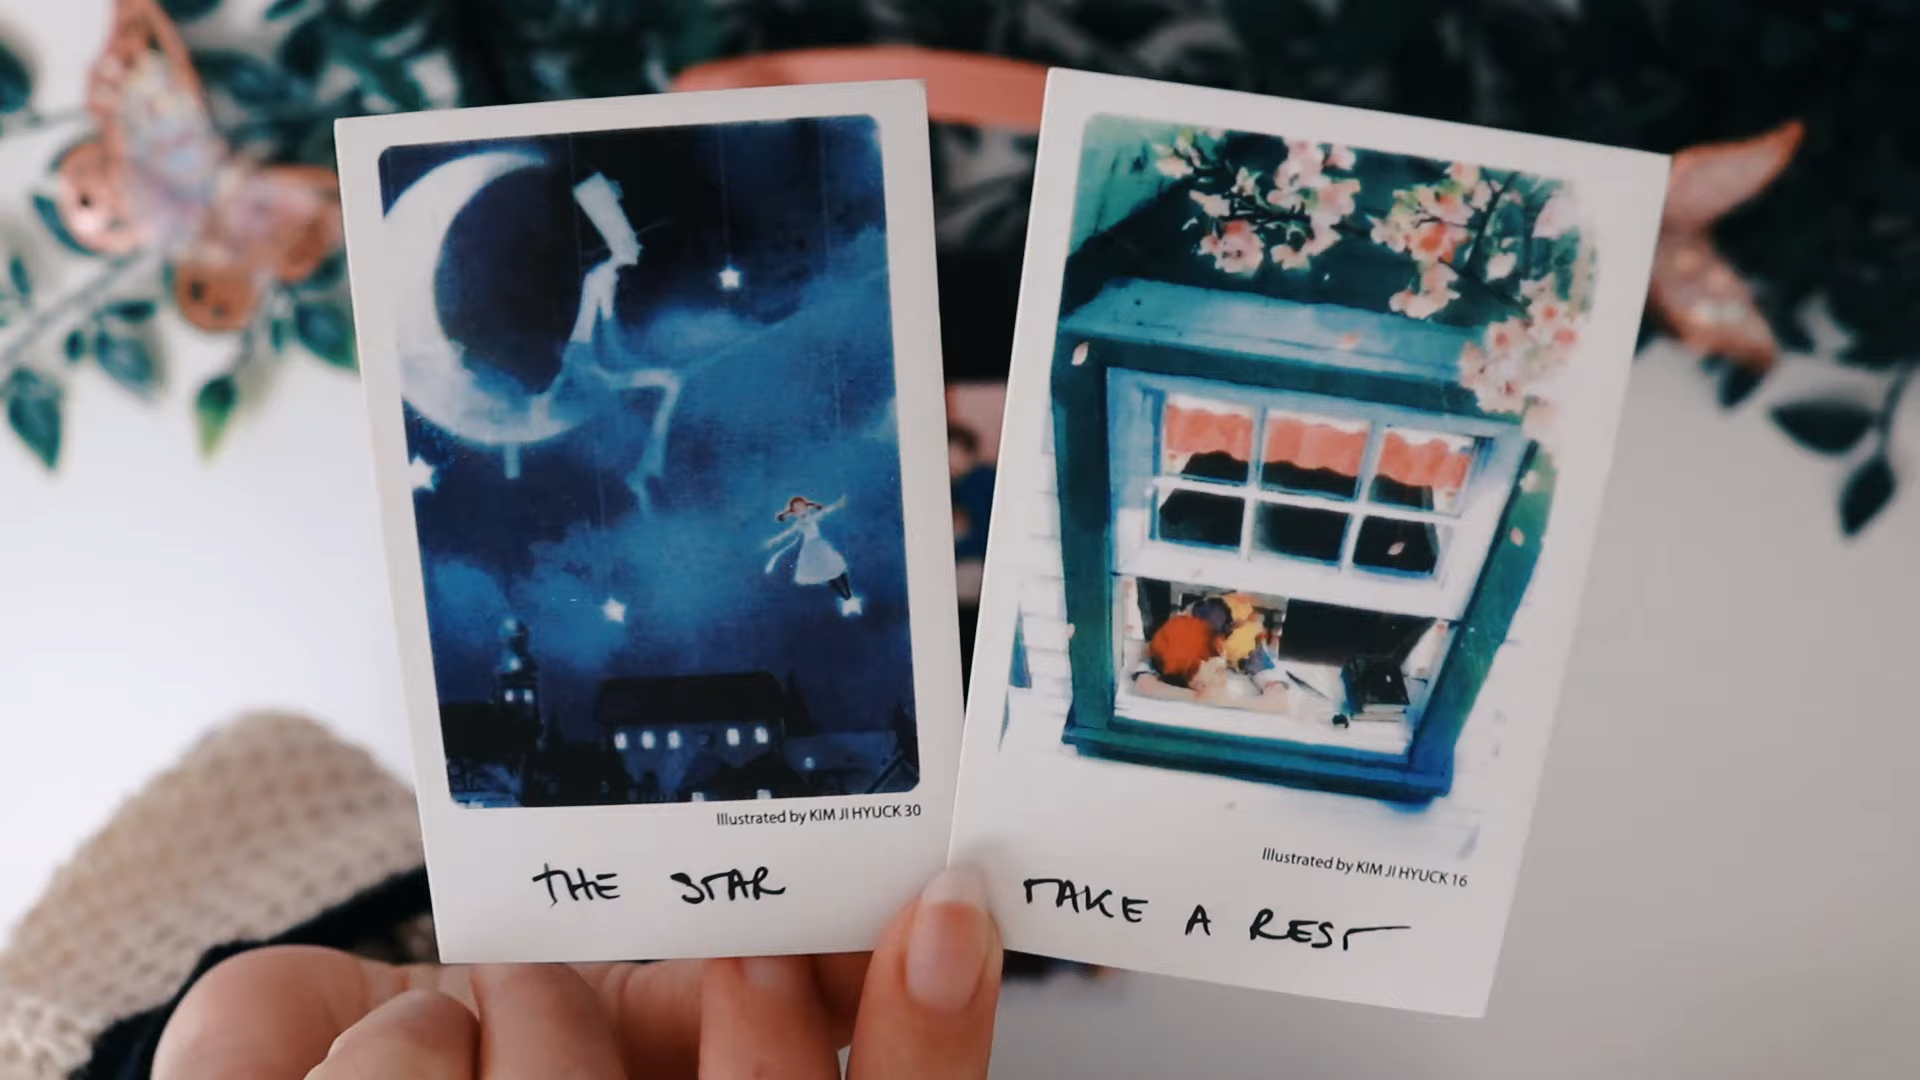 Illustrated by KIM JI HYUCK 30
THE STAR
Illustrated by KIM JI HYUCK 16
TAKE A REST